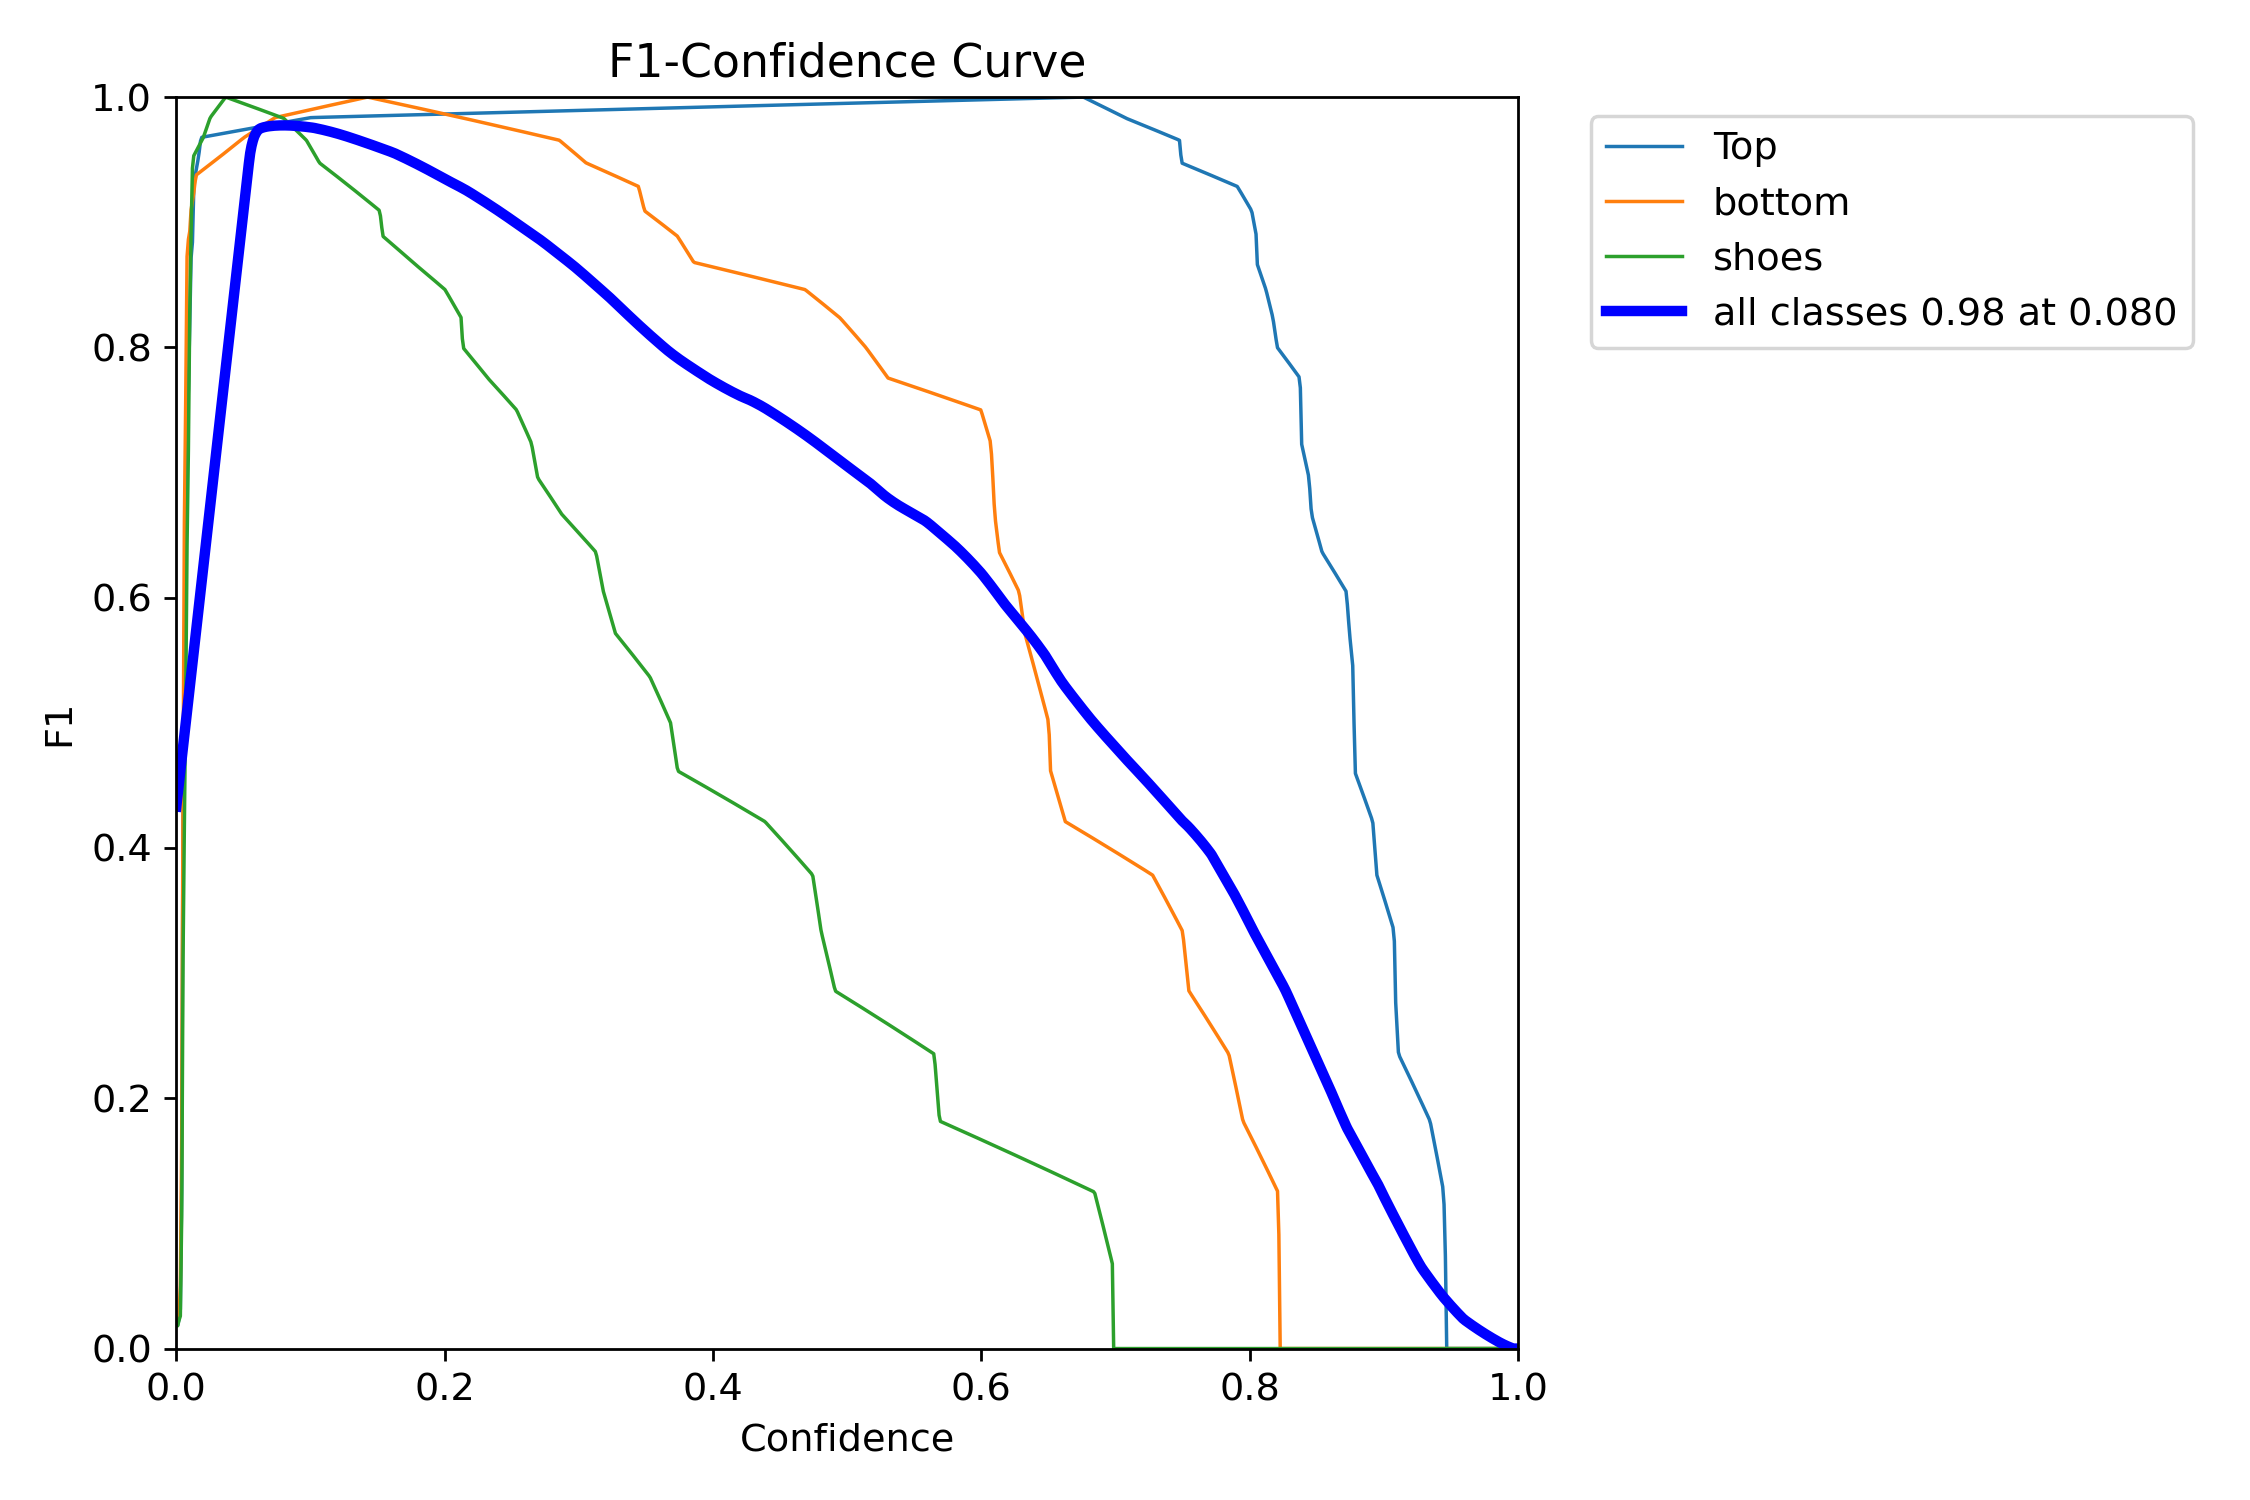 F1-Confidence Curve
1.0
0.8
0.6
0.4
0.2
0.0
F1
0.0 0.2 0.4 0.6 0.8 1.0
Confidence
Top
bottom
shoes
all classes 0.98 at 0.080